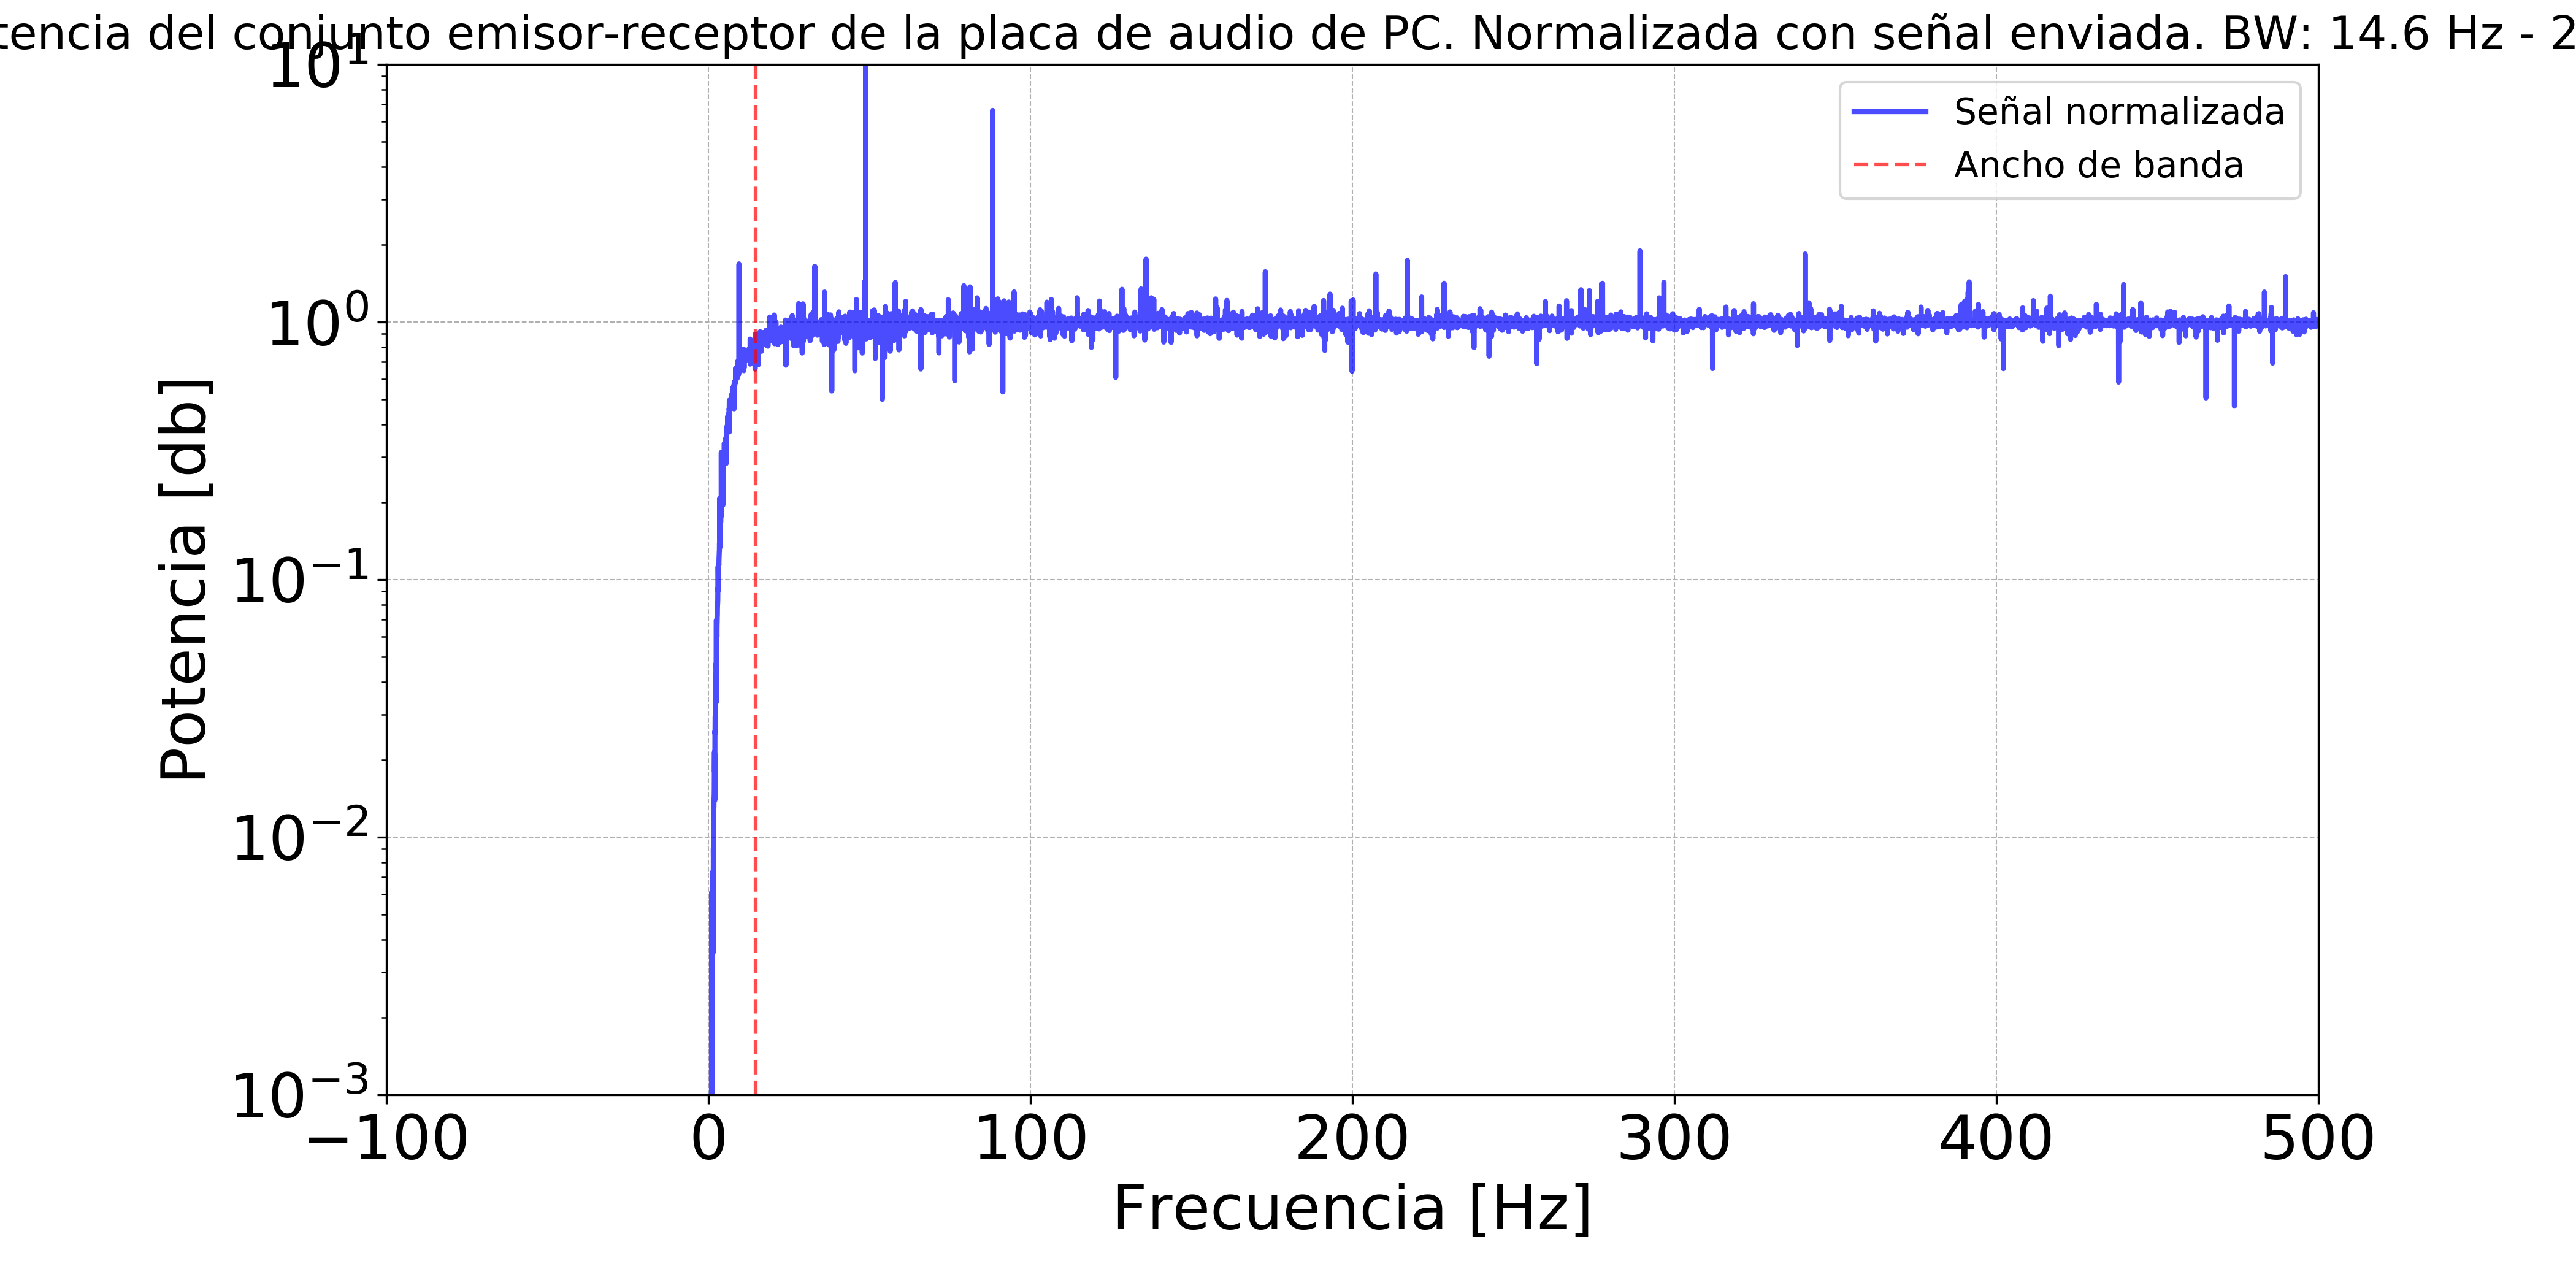 tencia del conjunto emisor-receptor de la placa de audio de PC. Normalizada con señal enviada. BW: 14.6 Hz - 2
Señal normalizada
Ancho de banda
Potencia [db]
10¹
10⁰
10⁻¹
10⁻²
10⁻³
−100 0 100 200 300 400 500
Frecuencia [Hz]